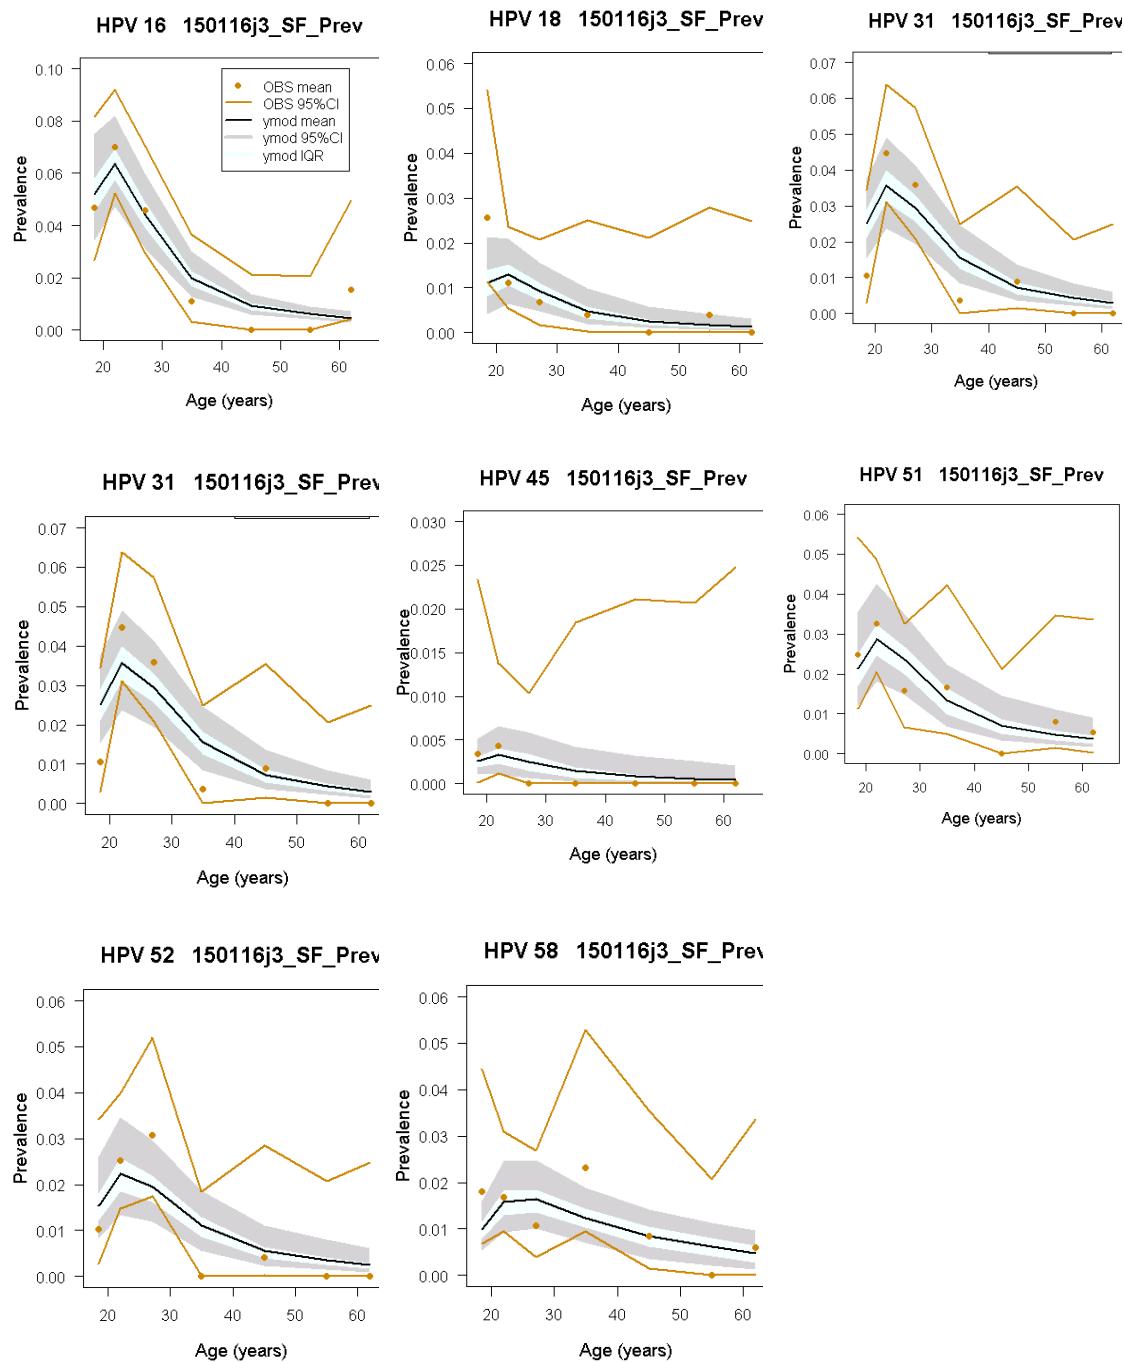 HPV 16 150116j3_SF_Prev
0.10
0.08
0.06
0.04
0.02
0.00
Prevalence
OBS mean
OBS 95%CI
ymod mean
ymod 95%CI
ymod IQR
20 30 40 50 60
Age (years)
HPV 18 150116j3_SF_Prev
0.06
0.05
0.04
0.03
0.02
0.01
0.00
Prevalence
20 30 40 50 60
Age (years)
HPV 31 150116j3_SF_Prev
0.07
0.06
0.05
0.04
0.03
0.02
0.01
0.00
Prevalence
20 30 40 50 60
Age (years)
HPV 31 150116j3_SF_Prev
0.07
0.06
0.05
0.04
0.03
0.02
0.01
0.00
Prevalence
20 30 40 50 60
Age (years)
HPV 45 150116j3_SF_Prev
0.030
0.025
0.020
0.015
0.010
0.005
0.000
Prevalence
20 30 40 50 60
Age (years)
HPV 51 150116j3_SF_Prev
0.06
0.05
0.04
0.03
0.02
0.01
0.00
Prevalence
20 30 40 50 60
Age (years)
HPV 52 150116j3_SF_Prev
0.06
0.05
0.04
0.03
0.02
0.01
0.00
Prevalence
20 30 40 50 60
Age (years)
HPV 58 150116j3_SF_Prev
0.06
0.05
0.04
0.03
0.02
0.01
0.00
Prevalence
20 30 40 50 60
Age (years)